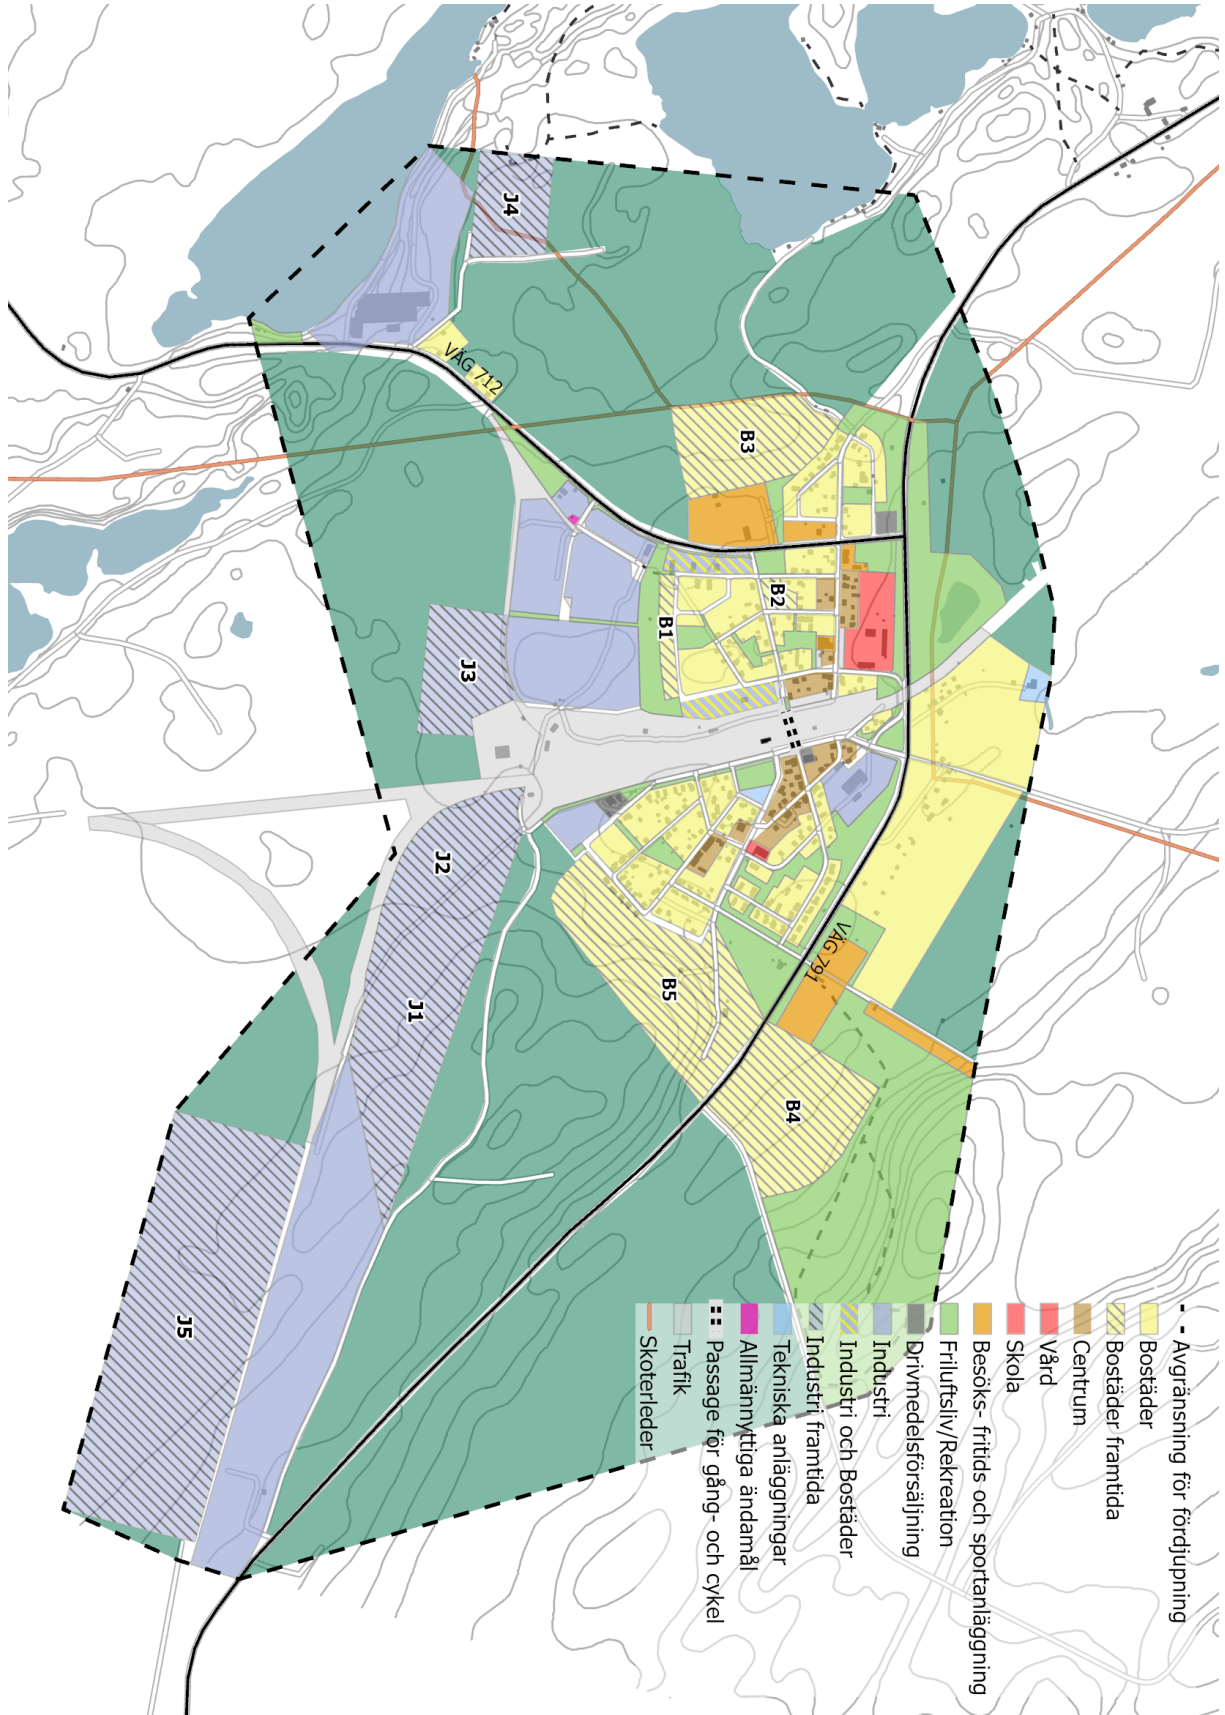 J4
VÄG 712
B3
B2
B1
J3
J2
J1
B5
VÄG 791
B4
J5
Avgränsning för fördjupning
Bostäder
Bostäder framtida
Centrum
Vård
Skola
Besöks- fritids och sportanläggning
Friluftsliv/Rekreation
Drivmedelsförsäljning
Industri
Industri och Bostäder
Industri framtida
Tekniska anläggningar
Allmännyttiga ändamål
Passage för gång- och cykel
Trafik
Skoterleder